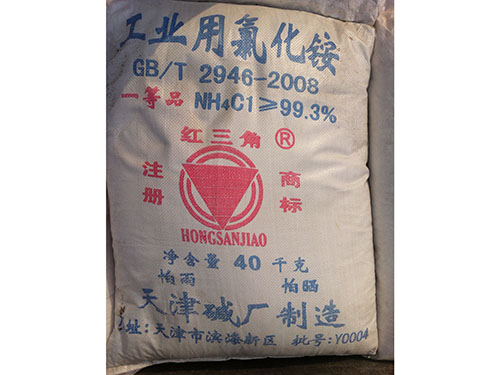 工业用氯化铵
GB/T 2946-2008
一等品 NH4Cl≥99.3%
红三角®
注册 商标
HONGSANJIAO
净含量 40 千克
怕雨 怕晒
天津碱厂制造
址:天津市滨海新区 批号:Y0004